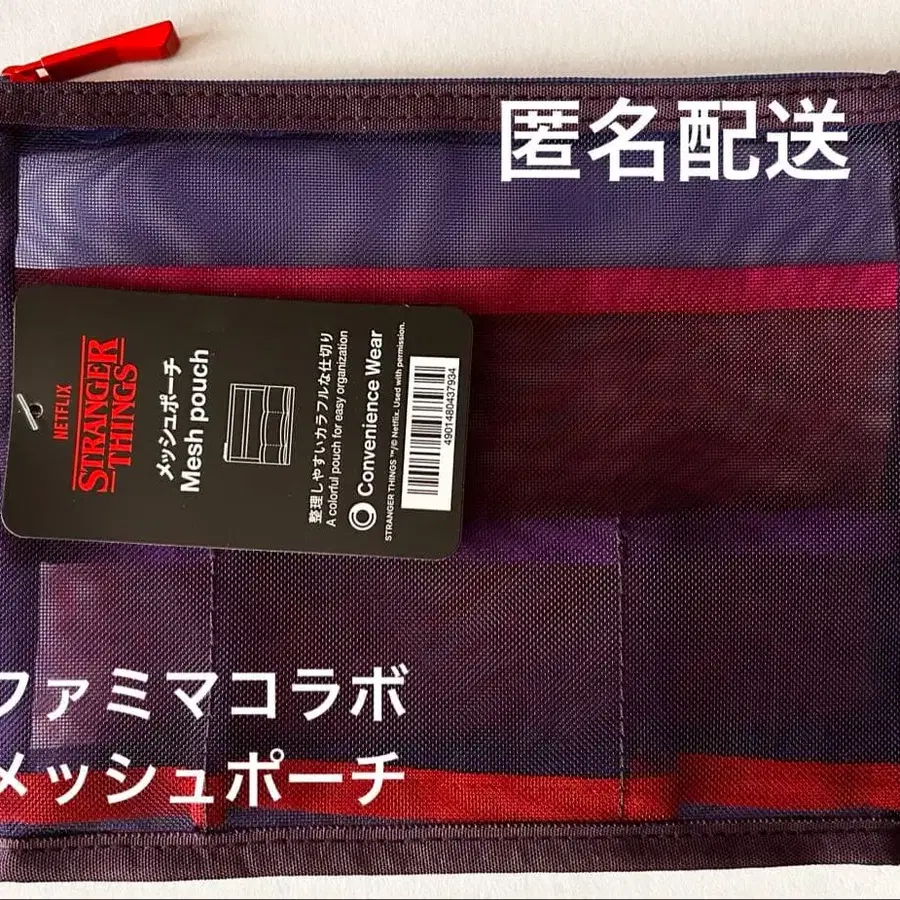 匿名配送
NETFLIX
STRANGER
THINGS
メッシュポーチ
Mesh pouch
整理しやすいカラフルな仕切り
A colorful pouch for easy organization
Convenience Wear
STRANGER THINGS ™/© Netflix. Used with permission.
4901480437934
ファミマコラボ
メッシュポーチ